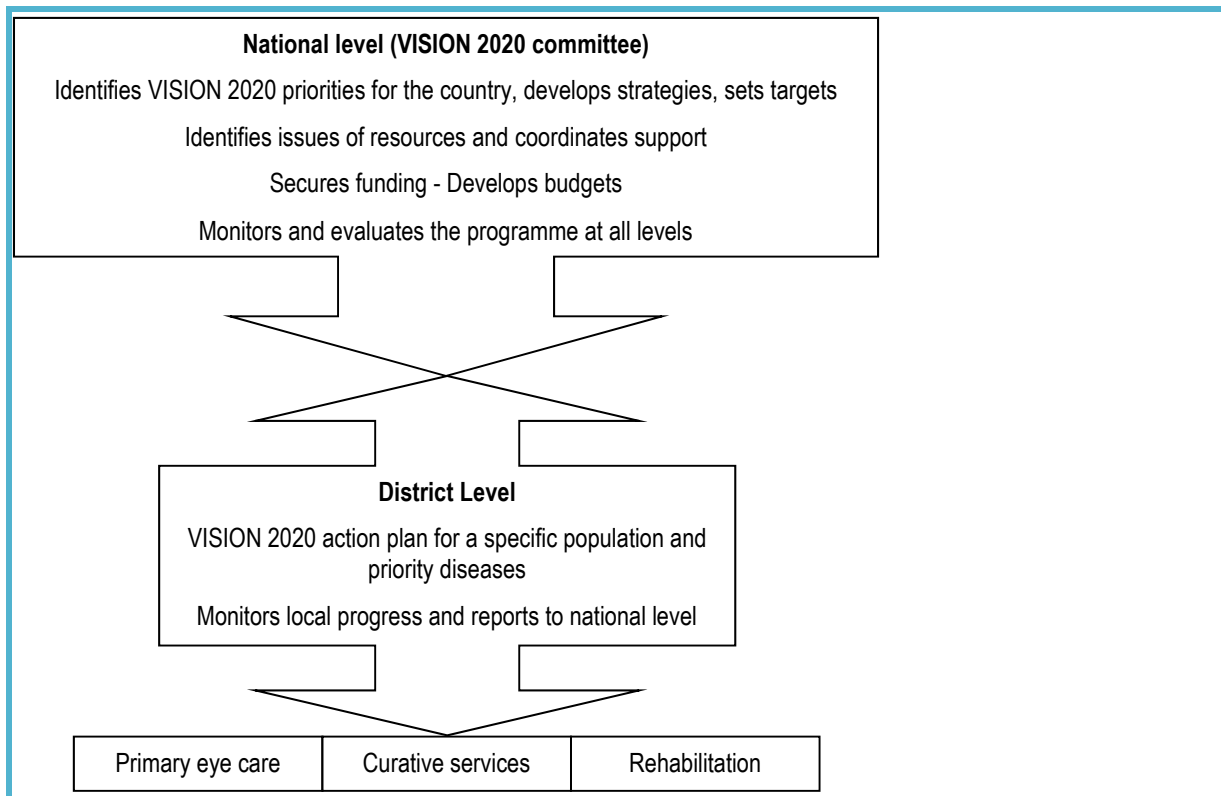 National level (VISION 2020 committee)
Identifies VISION 2020 priorities for the country, develops strategies, sets targets
Identifies issues of resources and coordinates support
Secures funding - Develops budgets
Monitors and evaluates the programme at all levels
District Level
VISION 2020 action plan for a specific population and
priority diseases
Monitors local progress and reports to national level
Primary eye care
Curative services
Rehabilitation